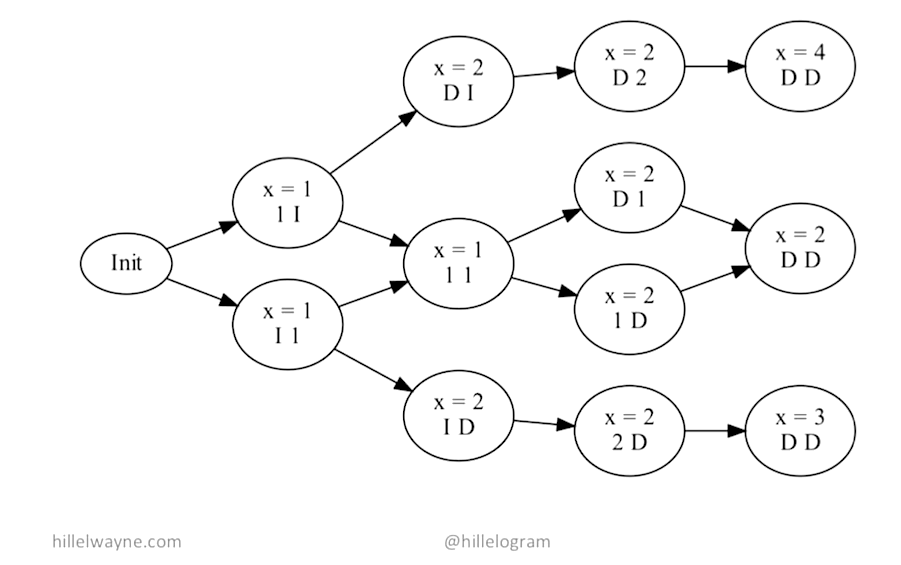 Init
x = 1
1 I
x = 1
I 1
x = 2
D I
x = 1
1 1
x = 2
I D
x = 2
D 2
x = 2
D 1
x = 2
1 D
x = 2
2 D
x = 4
D D
x = 2
D D
x = 3
D D
hillelwayne.com
@hillelogram